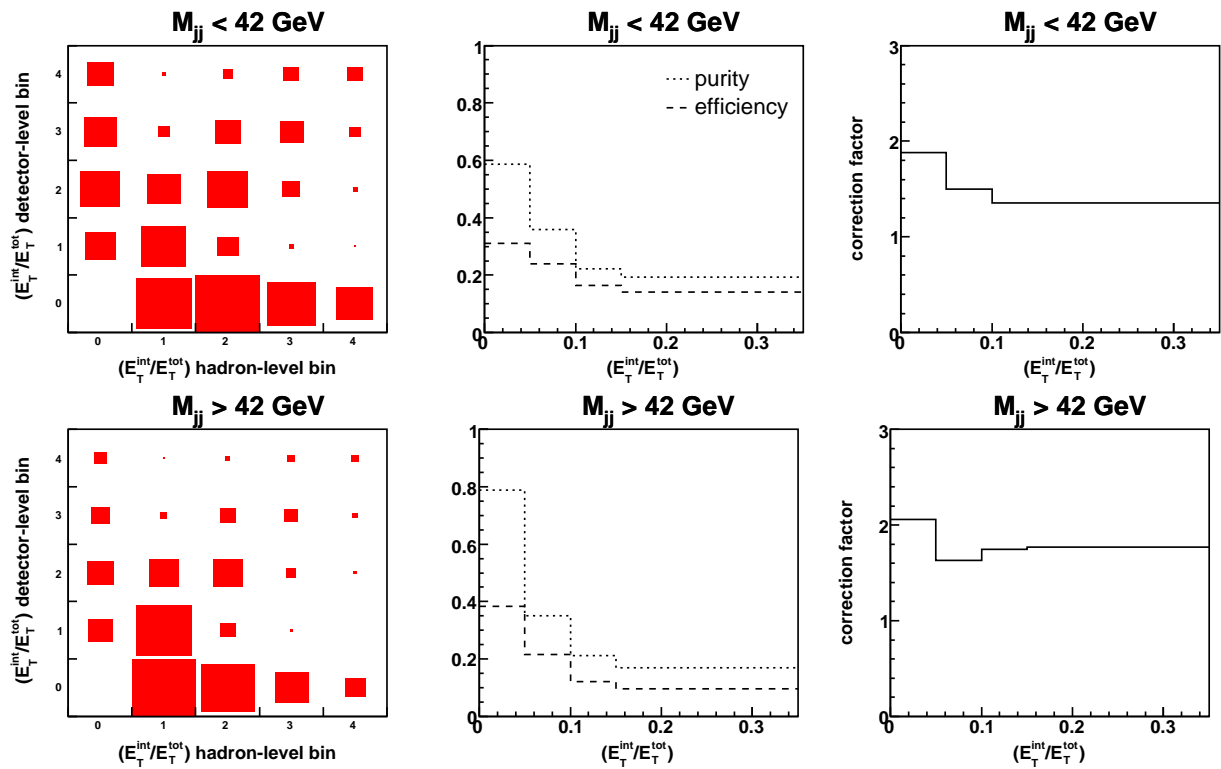 M_jj < 42 GeV
M_jj < 42 GeV
M_jj < 42 GeV
(E_T^int/E_T^tot) detector-level bin
4
3
2
1
0
0 1 2 3 4
(E_T^int/E_T^tot) hadron-level bin
1
0.8
0.6
0.4
0.2
0
purity
efficiency
0 0.1 0.2 0.3
(E_T^int/E_T^tot)
correction factor
3
2
1
0
0 0.1 0.2 0.3
(E_T^int/E_T^tot)
M_jj > 42 GeV
M_jj > 42 GeV
M_jj > 42 GeV
(E_T^int/E_T^tot) detector-level bin
4
3
2
1
0
0 1 2 3 4
(E_T^int/E_T^tot) hadron-level bin
1
0.8
0.6
0.4
0.2
0
0 0.1 0.2 0.3
(E_T^int/E_T^tot)
correction factor
3
2
1
0
0 0.1 0.2 0.3
(E_T^int/E_T^tot)